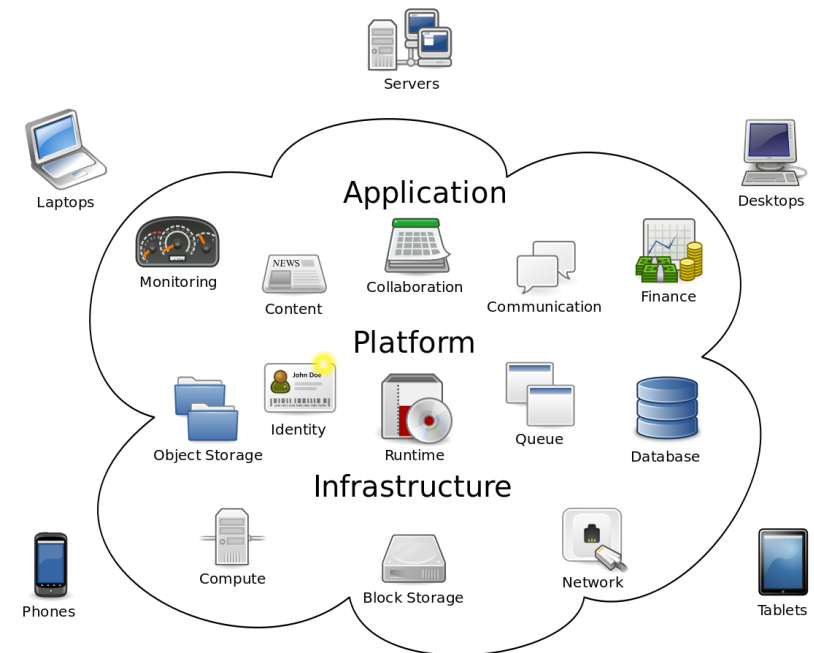 Servers
Laptops
Desktops
Application
Monitoring
NEWS
Content
Collaboration
Communication
Finance
Platform
Object Storage
John Doe
Identity
Runtime
Queue
Database
Infrastructure
Compute
Block Storage
Network
Phones
Tablets